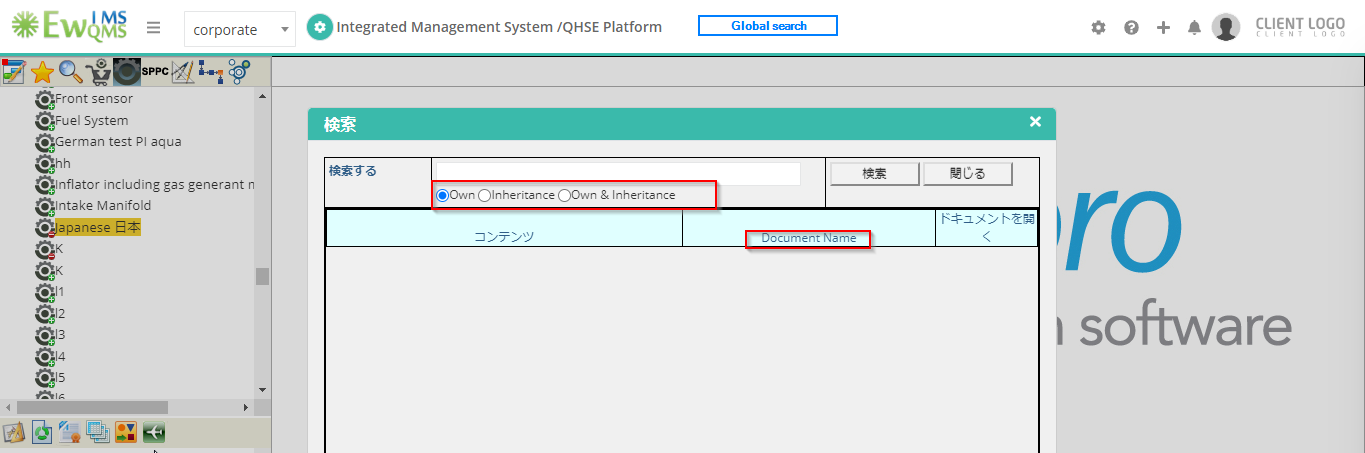 EwQMS IMS
corporate
Integrated Management System /QHSE Platform
Global search
CLIENT LOGO
CLIENT LOGO
SPPC
Front sensor
Fuel System
German test PI aqua
hh
Inflator including gas generant m
Intake Manifold
Japanese 日本
K
K
l1
l2
l3
l4
l5
l6
検索
検索する
検索
閉じる
Own
Inheritance
Own & Inheritance
コンテンツ
Document Name
ドキュメントを開
く
pro
software